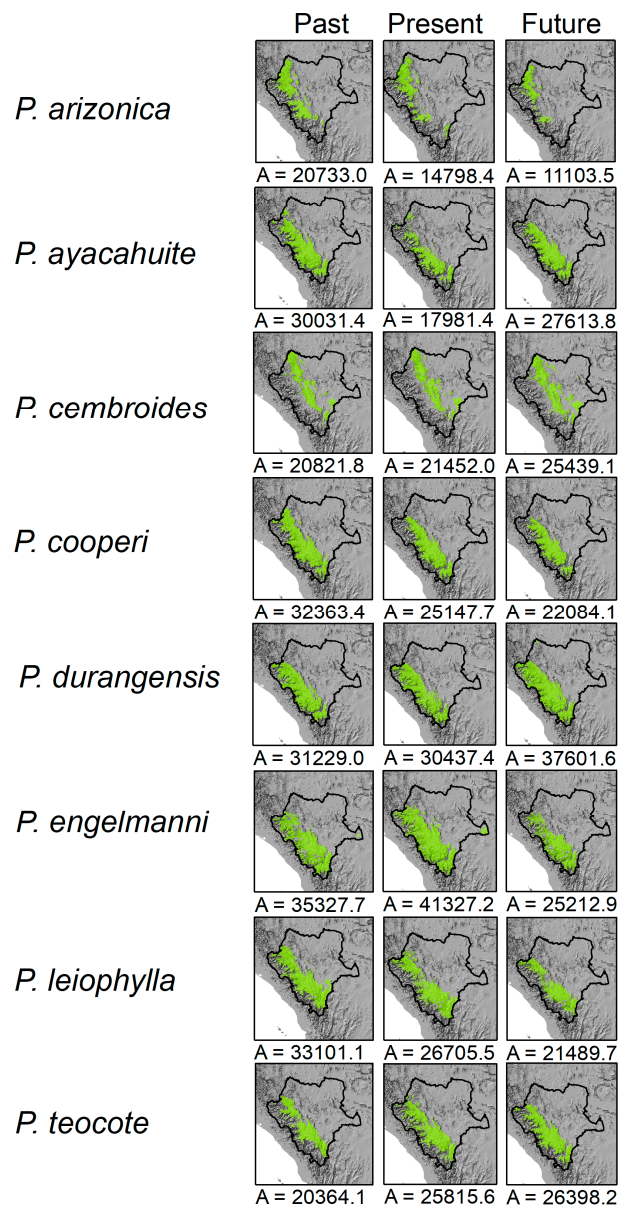 Past Present Future
P. arizonica
A = 20733.0 A = 14798.4 A = 11103.5
P. ayacahuite
A = 30031.4 A = 17981.4 A = 27613.8
P. cembroides
A = 20821.8 A = 21452.0 A = 25439.1
P. cooperi
A = 32363.4 A = 25147.7 A = 22084.1
P. durangensis
A = 31229.0 A = 30437.4 A = 37601.6
P. engelmanni
A = 35327.7 A = 41327.2 A = 25212.9
P. leiophylla
A = 33101.1 A = 26705.5 A = 21489.7
P. teocote
A = 20364.1 A = 25815.6 A = 26398.2